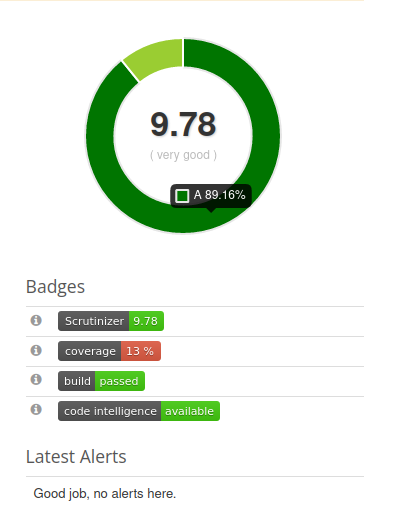 9.78
( very good )
A 89.16%
Badges
Scrutinizer 9.78
coverage 13 %
build passed
code intelligence available
Latest Alerts
Good job, no alerts here.